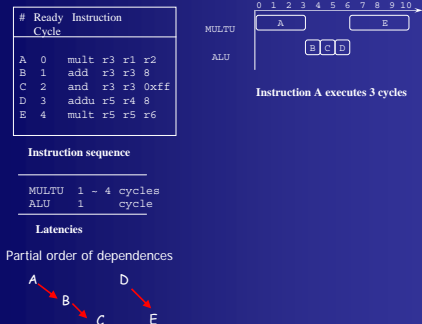 # Ready Instruction
Cycle
A 0 mult r3 r1 r2
B 1 add r3 r3 8
C 2 and r3 r3 0xff
D 3 addu r5 r4 8
E 4 mult r5 r5 r6
Instruction sequence
MULTU 1 ~ 4 cycles
ALU 1 cycle
Latencies
Partial order of dependences
A D
B
C E
0 1 2 3 4 5 6 7 8 9 10
MULTU A E
ALU B C D
Instruction A executes 3 cycles